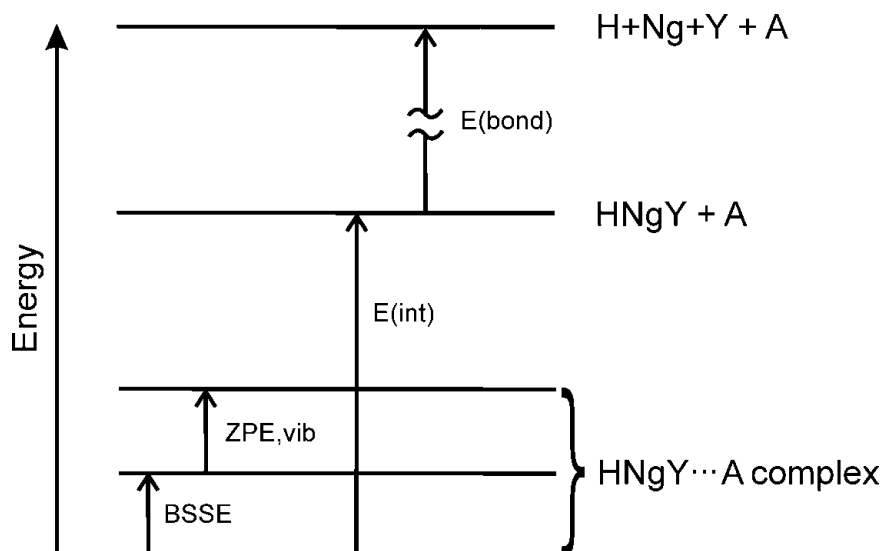 H+Ng+Y + A
E(bond)
HNgY + A
Energy
E(int)
ZPE,vib
HNgY···A complex
BSSE